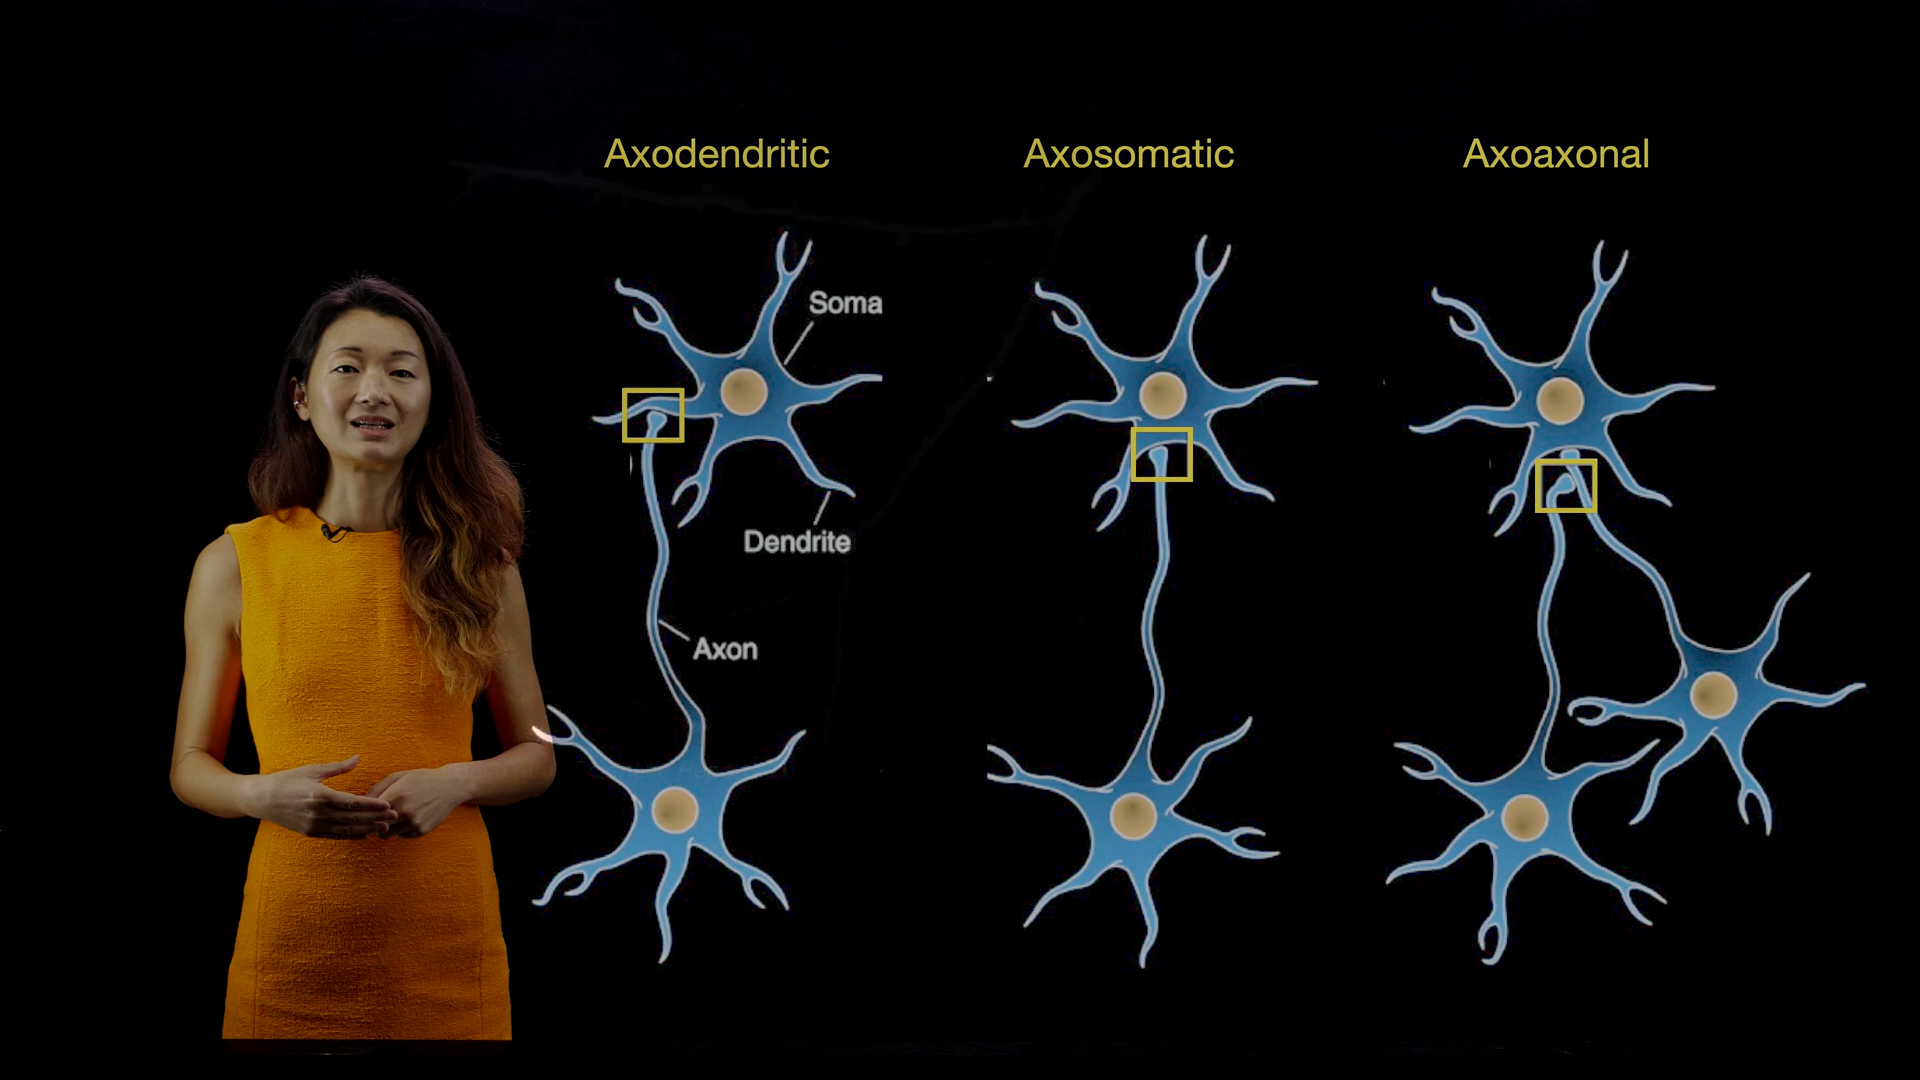 Axodendritic
Axosomatic
Axoaxonal
Soma
Dendrite
Axon